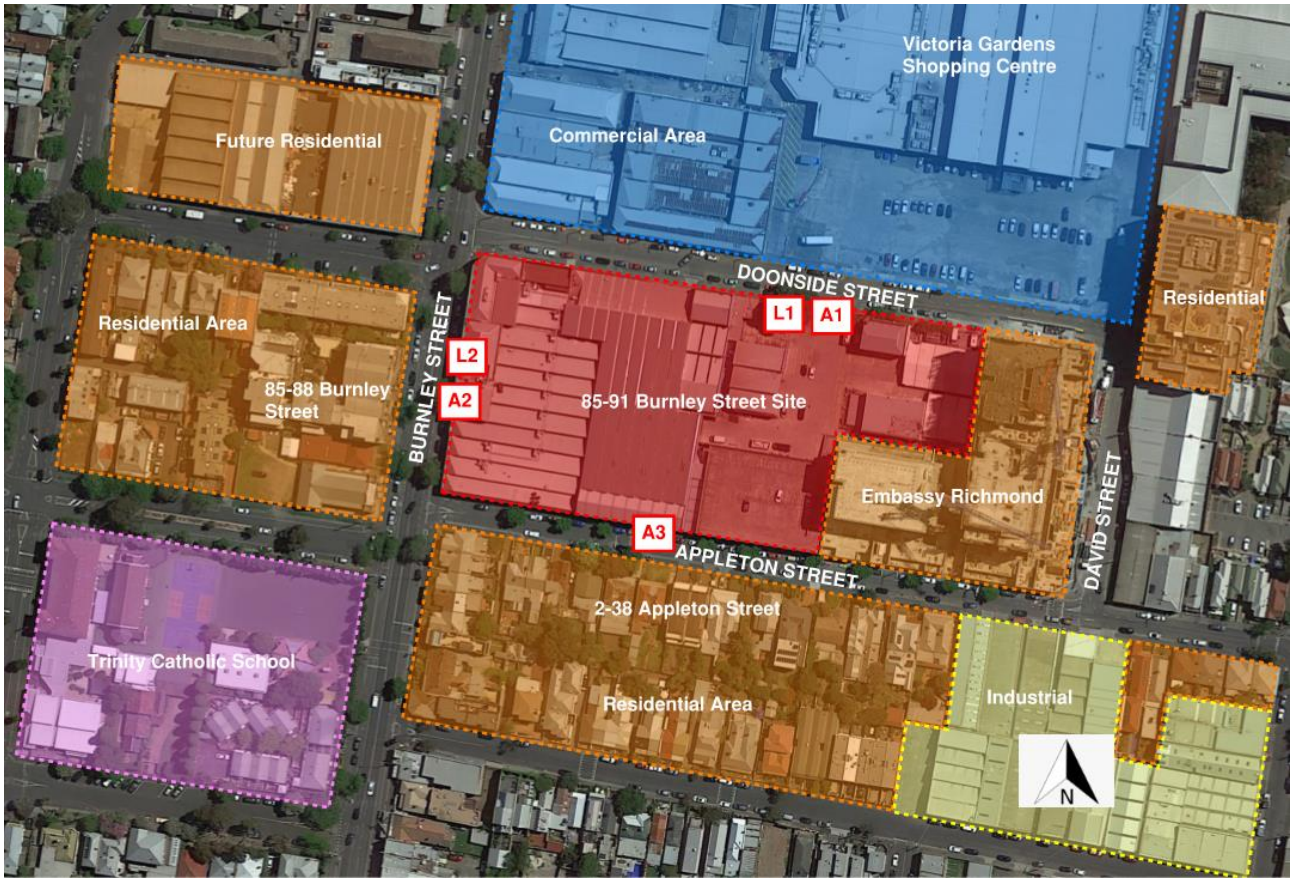 Victoria Gardens
Shopping Centre
Commercial Area
Future Residential
DOONSIDE STREET
Residential
L1
A1
Residential Area
BURNLEY STREET
L2
85-88 Burnley
Street
A2
85-91 Burnley Street Site
Embassy Richmond
DAVID STREET
A3
APPLETON STREET
2-38 Appleton Street
Trinity Catholic School
Residential Area
Industrial
N